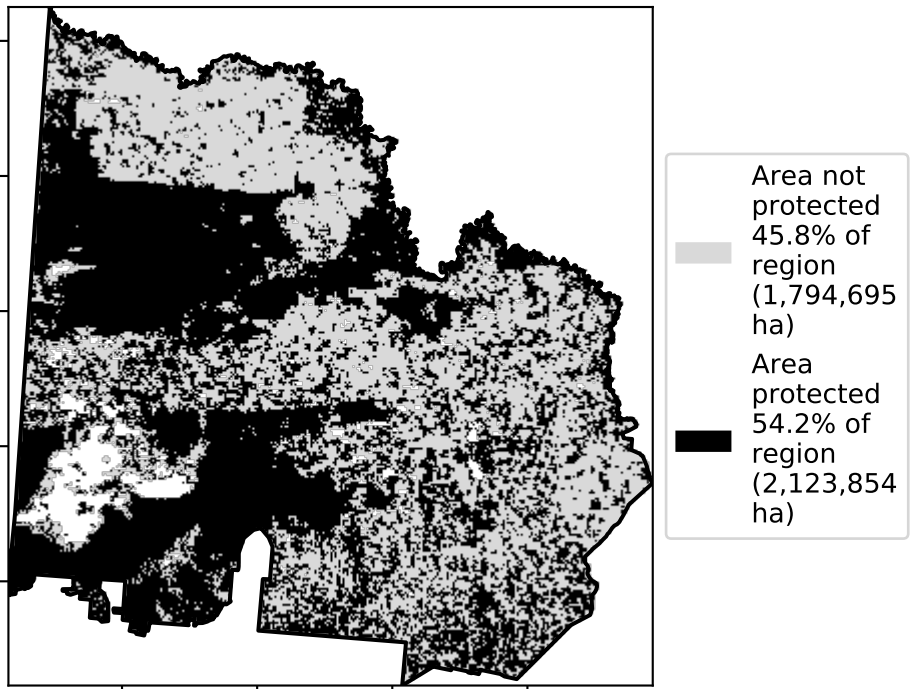 Area not
protected
45.8% of
region
(1,794,695
ha)
Area
protected
54.2% of
region
(2,123,854
ha)